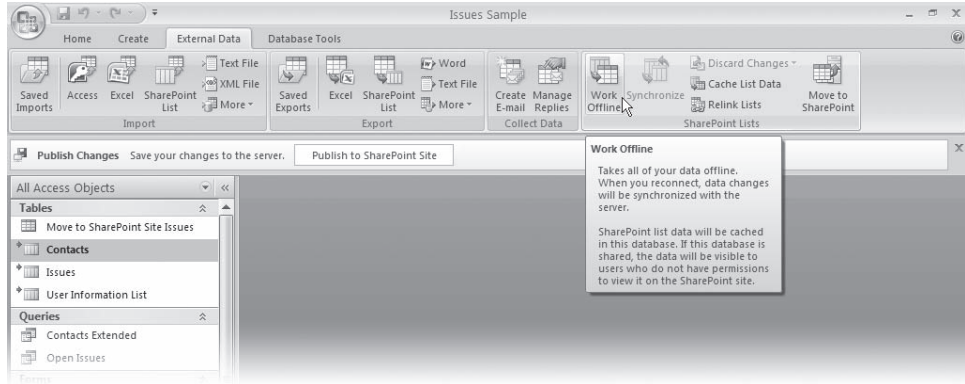 Issues Sample
Home Create External Data Database Tools
Saved Imports
Access
Excel
SharePoint List
Text File
XML File
More
Import
Saved Exports
Excel
SharePoint List
Word
Text File
More
Export
Create E-mail
Manage Replies
Collect Data
Work Offline
Synchronize
Discard Changes
Cache List Data
Relink Lists
Move to SharePoint
SharePoint Lists
Publish Changes Save your changes to the server. Publish to SharePoint Site
Work Offline
Takes all of your data offline.
When you reconnect, data changes
will be synchronized with the
server.
SharePoint list data will be cached
in this database. If this database is
shared, the data will be visible to
users who do not have permissions
to view it on the SharePoint site.
All Access Objects
Tables
Move to SharePoint Site Issues
Contacts
Issues
User Information List
Queries
Contacts Extended
Open Issues
Forms